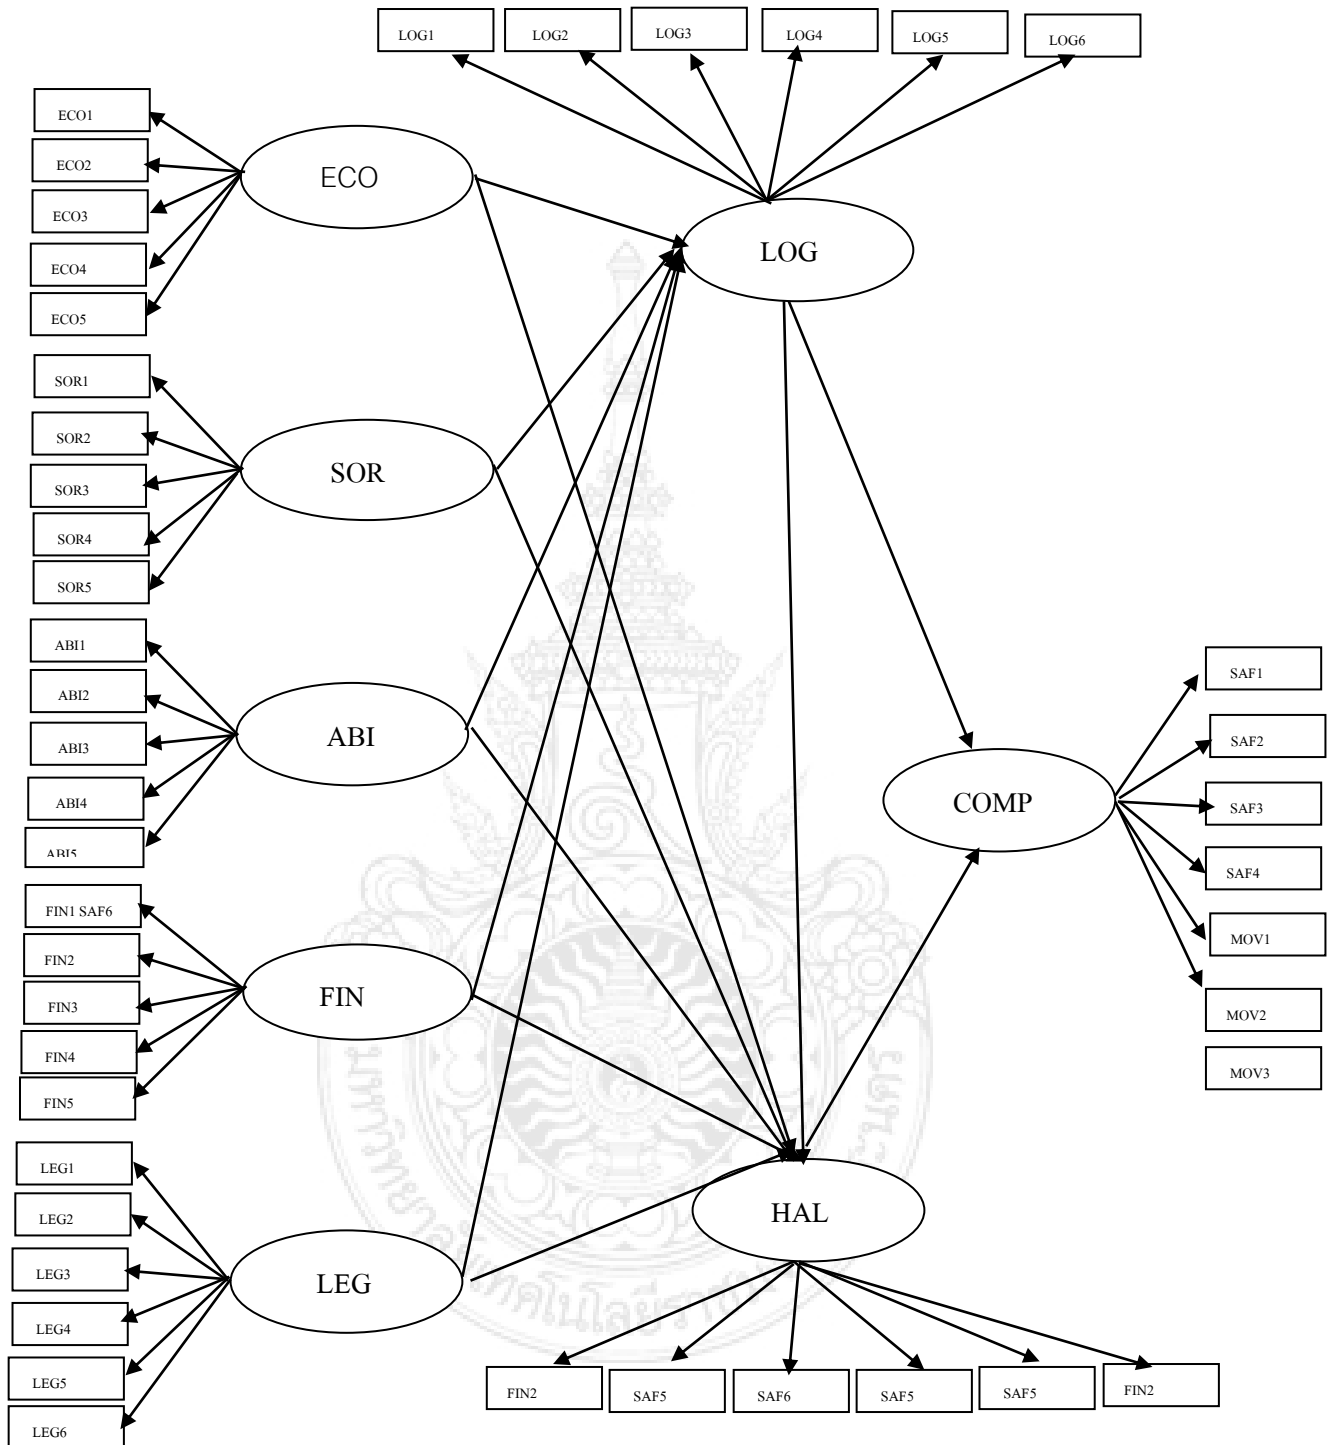 LOG1 LOG2 LOG3 LOG4 LOG5 LOG6
ECO1
ECO2
ECO3
ECO4
ECO5
ECO
LOG
SOR1
SOR2
SOR3
SOR4
SOR5
SOR
ABI1
ABI2
ABI3
ABI4
ABI5
ABI
SAF1
SAF2
SAF3
SAF4
MOV1
MOV2
MOV3
COMP
FIN1 SAF6
FIN2
FIN3
FIN4
FIN5
FIN
LEG1
LEG2
LEG3
LEG4
LEG5
LEG6
LEG
HAL
FIN2 SAF5 SAF6 SAF5 SAF5 FIN2